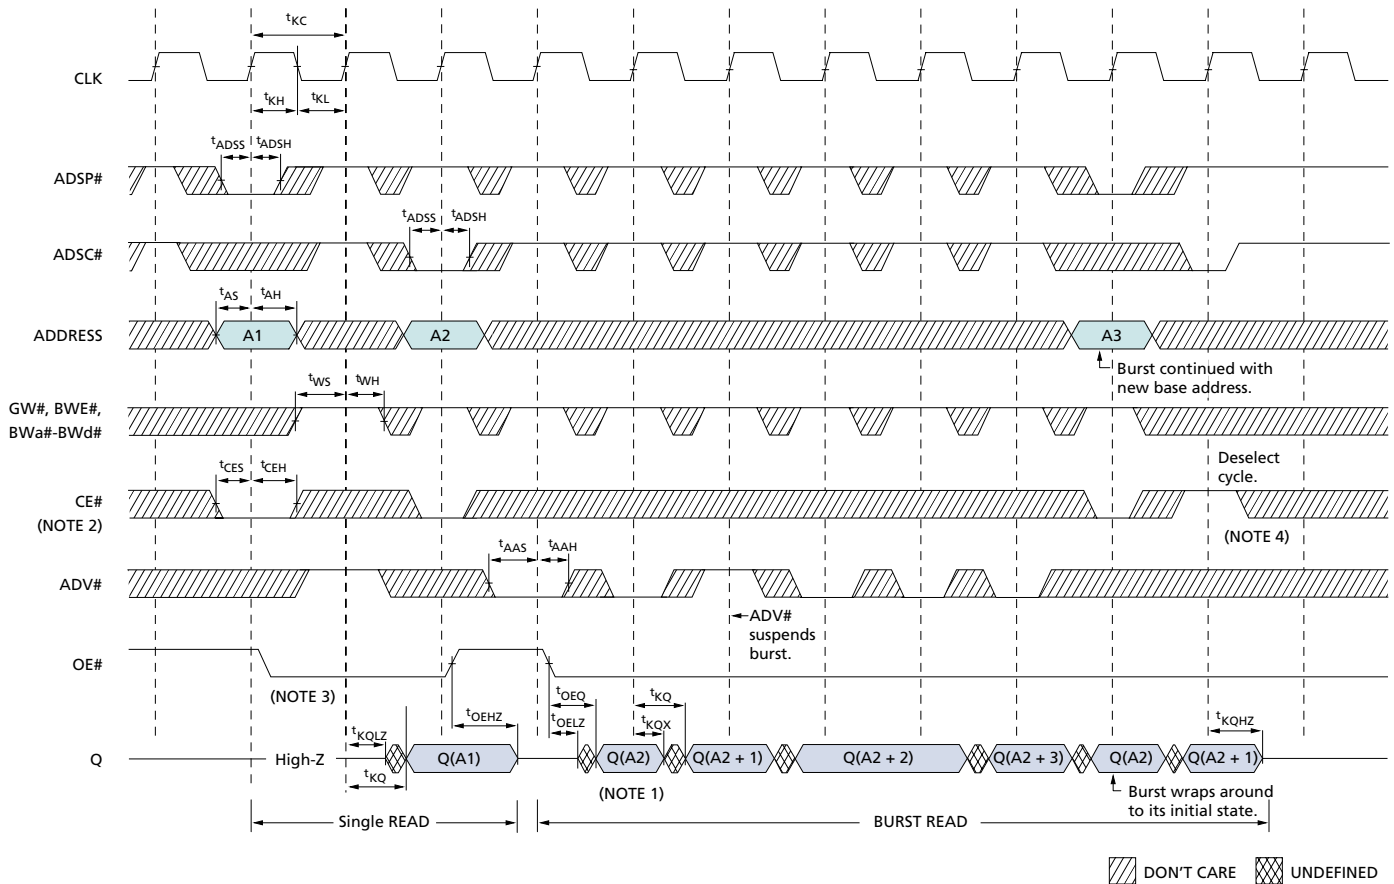 tKC
CLK
tKH
tKL
tADSS
tADSH
ADSP#
tADSS
tADSH
ADSC#
tAS
tAH
ADDRESS
A1
A2
A3
Burst continued with
new base address.
tWS
tWH
GW#, BWE#,
BWa#-BWd#
tCES
tCEH
Deselect
cycle.
CE#
(NOTE 2)
(NOTE 4)
tAAS
tAAH
ADV#
ADV#
suspends
burst.
OE#
(NOTE 3)
tOEHZ
tOEQ
tOELZ
tKQ
tKQX
tKQHZ
tKQLZ
Q
High-Z
Q(A1)
Q(A2)
Q(A2 + 1)
Q(A2 + 2)
Q(A2 + 3)
Q(A2)
Q(A2 + 1)
tKQ
(NOTE 1)
Burst wraps around
to its initial state.
Single READ
BURST READ
DON'T CARE
UNDEFINED